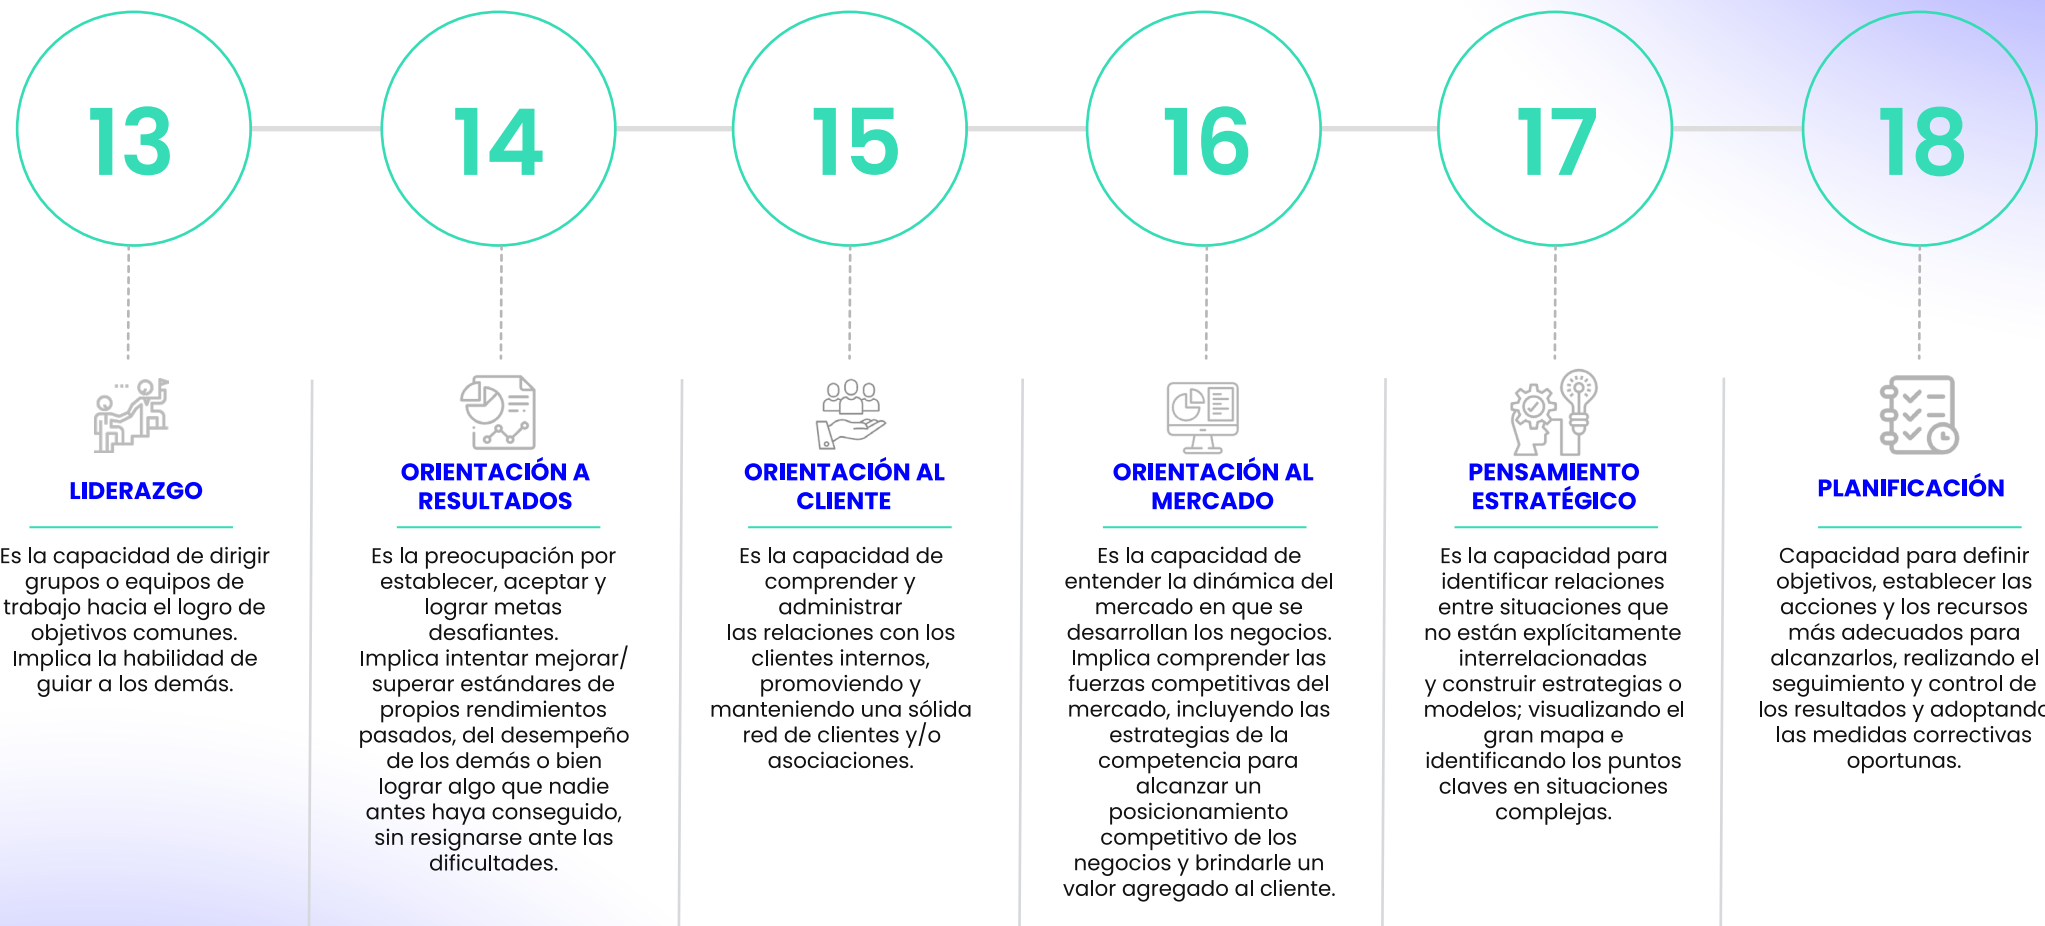 13
14
15
16
17
18
LIDERAZGO
Es la capacidad de dirigir
grupos o equipos de
trabajo hacia el logro de
objetivos comunes.
Implica la habilidad de
guiar a los demás.
ORIENTACIÓN A
RESULTADOS
Es la preocupación por
establecer, aceptar y
lograr metas
desafiantes.
Implica intentar mejorar/
superar estándares de
propios rendimientos
pasados, del desempeño
de los demás o bien
lograr algo que nadie
antes haya conseguido,
sin resignarse ante las
dificultades.
ORIENTACIÓN AL
CLIENTE
Es la capacidad de
comprender y
administrar
las relaciones con los
clientes internos,
promoviendo y
manteniendo una sólida
red de clientes y/o
asociaciones.
ORIENTACIÓN AL
MERCADO
Es la capacidad de
entender la dinámica del
mercado en que se
desarrollan los negocios.
Implica comprender las
fuerzas competitivas del
mercado, incluyendo las
estrategias de la
competencia para
alcanzar un
posicionamiento
competitivo de los
negocios y brindarle un
valor agregado al cliente.
PENSAMIENTO
ESTRATÉGICO
Es la capacidad para
identificar relaciones
entre situaciones que
no están explícitamente
interrelacionadas
y construir estrategias o
modelos; visualizando el
gran mapa e
identificando los puntos
claves en situaciones
complejas.
PLANIFICACIÓN
Capacidad para definir
objetivos, establecer las
acciones y los recursos
más adecuados para
alcanzarlos, realizando el
seguimiento y control de
los resultados y adoptando
las medidas correctivas
oportunas.